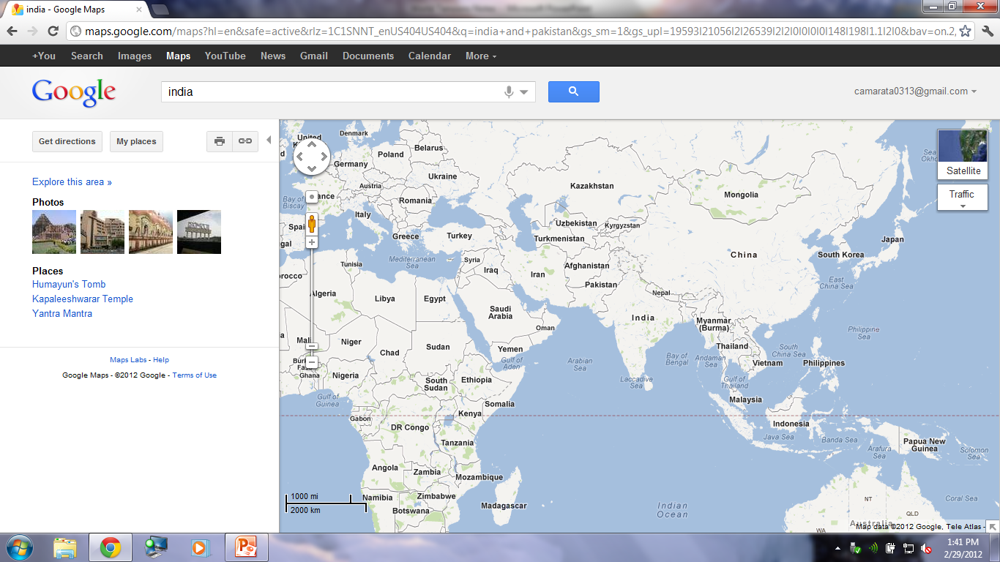 india - Google Maps
maps.google.com/maps?hl=en&safe=active&rlz=1C1SNNT_enUS404US404&q=india+and+pakistan&gs_sm=1&gs_upl=19593l21056l2l26539l2l2l0l0l0l0l148l198l1.1l2l0&bav=on.2,
+You Search Images Maps YouTube News Gmail Documents Calendar More
Google
india
camarata0313@gmail.com
Get directions My places
Explore this area »
Photos
Places
Humayun's Tomb
Kapaleeshwarar Temple
Yantra Mantra
Maps Labs - Help
Google Maps - ©2012 Google - Terms of Use
Satellite
Traffic
United
Denmark
Belarus
Poland
Germany
Ukraine
Austria
Kazakhstan
Mongolia
Sea
Okho
Bay of
Biscay
ance
Romania
Italy
Uzbekistan
Kyrgyzstan
Spai
gal
Greece
Turkey
Turkmenistan
Japan
South Korea
China
Mediterranean
Sea
Tunisia
Syria
Iraq
Iran
Afghanistan
Pakistan
East
China Sea
orocco
Algeria
Libya
Egypt
Nepal
Saudi
Arabia
Oman
India
Myanmar
(Burma)
Philippine
Sea
a
Mali
Niger
Chad
Sudan
Yemen
Gulf of
Aden
Arabian
Sea
Bay of
Bengal
Andaman
Sea
Thailand
South
China Sea
Vietnam
Philippines
Burk
Faso
Ghana
Nigeria
South
Sudan
Ethiopia
Laccadive
Sea
Gulf of
Thailand
Gulf of
Guinea
Somalia
Malaysia
Gabon
DR Congo
Kenya
Indonesia
Tanzania
Java Sea
Banda Sea
Papua New
Guinea
Arafura
Sea
Solomon
Sea
Angola
Zambia
Mozambique
Namibia
Zimbabwe
Botswana
Madagascar
Indian
Ocean
NT
QLD
WA
Coral Sea
Australia
1000 mi
2000 km
Map data ©2012 Google, Tele Atlas -
1:41 PM
2/29/2012